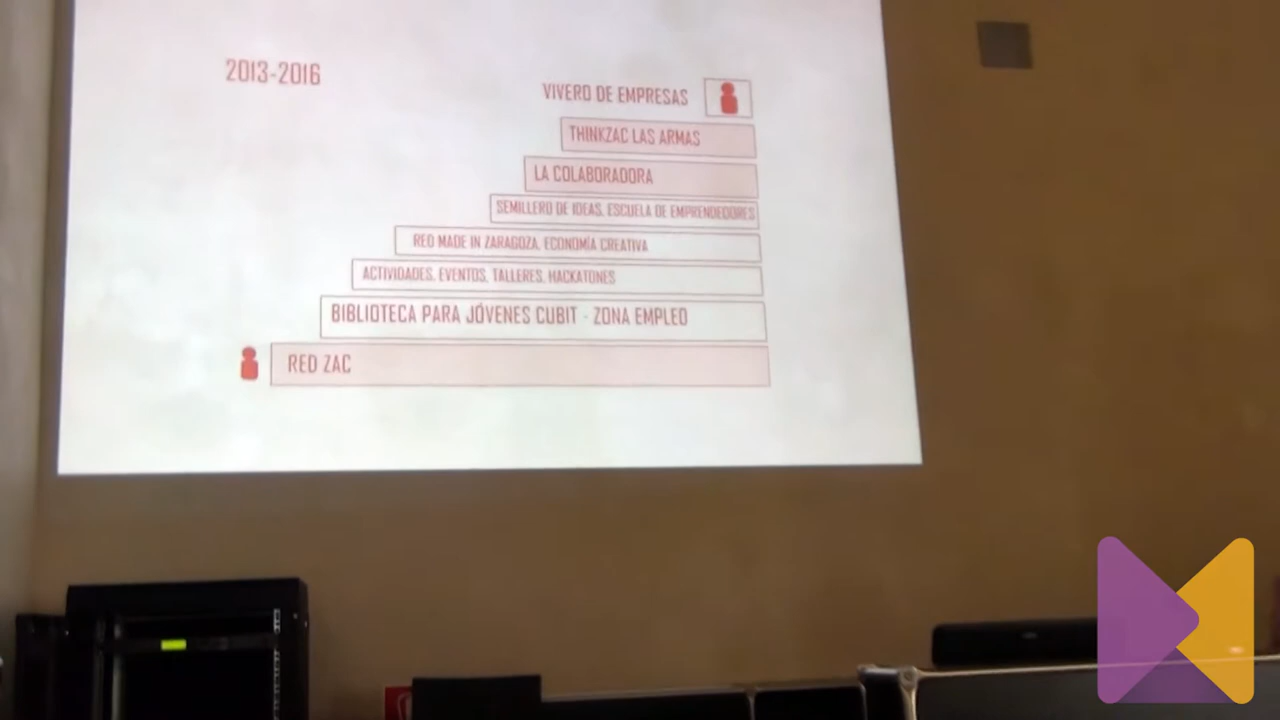 2013-2016
VIVERO DE EMPRESAS
THINKZAC LAS ARMAS
LA COLABORADORA
SEMILLERO DE IDEAS, ESCUELA DE EMPRENDEDORES
RED MADE IN ZARAGOZA, ECONOMÍA CREATIVA
ACTIVIDADES, EVENTOS, TALLERES, HACKATONES
BIBLIOTECA PARA JÓVENES CUBIT - ZONA EMPLEO
RED ZAC